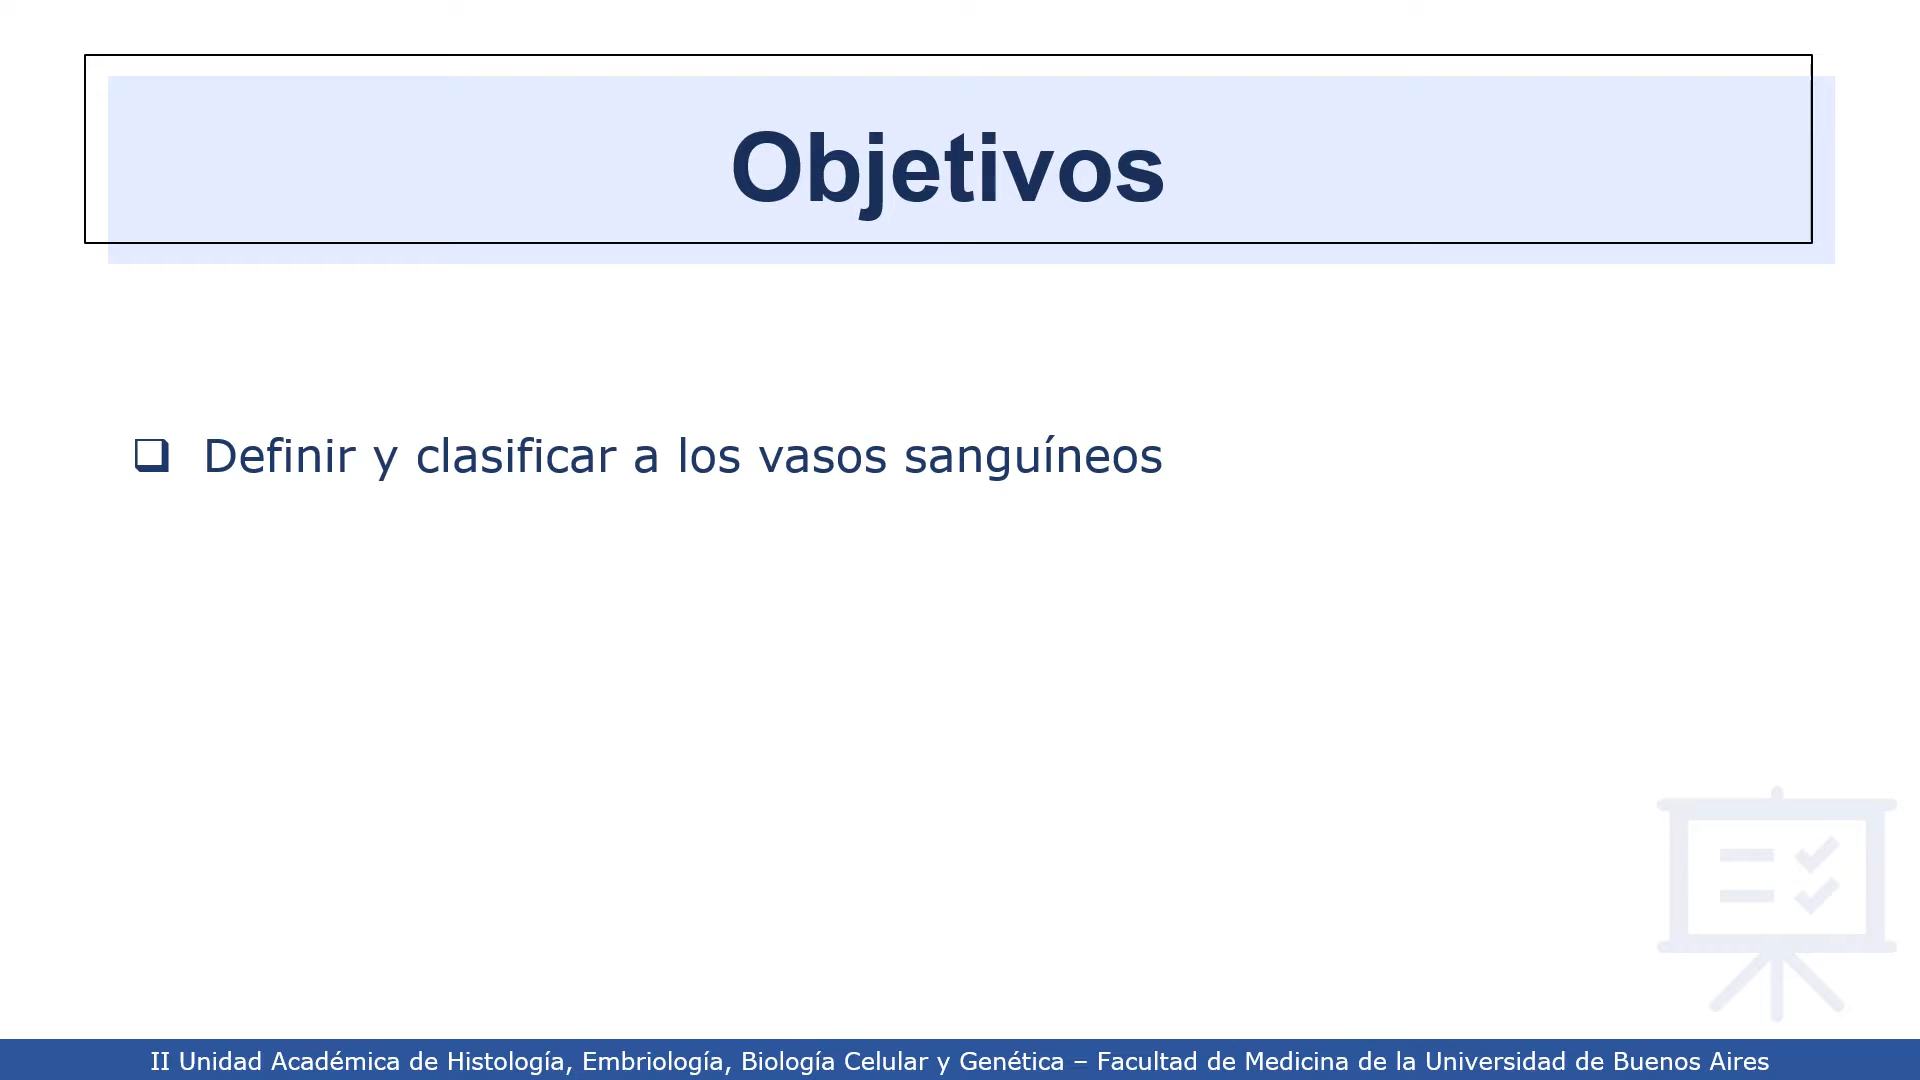 Objetivos
Definir y clasificar a los vasos sanguíneos
II Unidad Académica de Histología, Embriología, Biología Celular y Genética – Facultad de Medicina de la Universidad de Buenos Aires